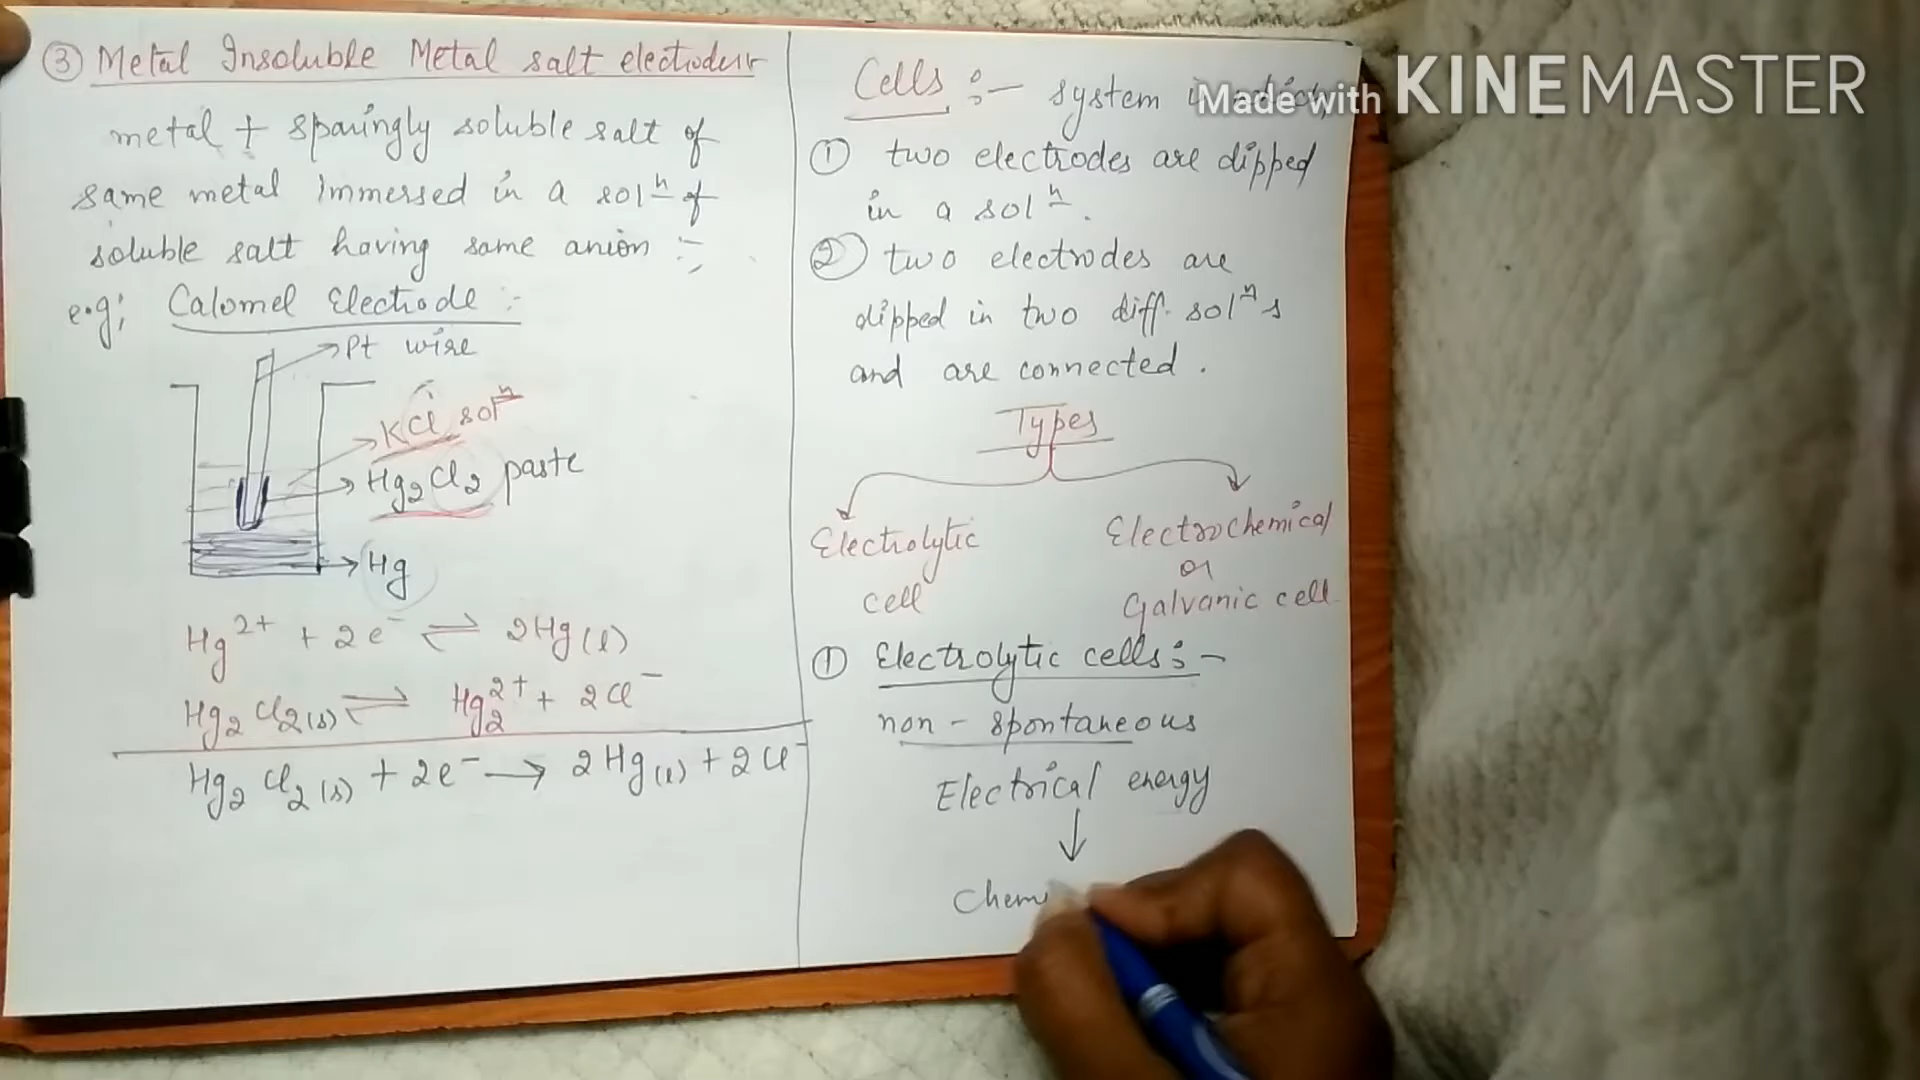 ③ Metal Insoluble Metal salt electrode:-
metal + sparingly soluble salt of
same metal immersed in a solⁿ of
soluble salt having same anion :-
e.g; Calomel Electrode :-
Pt wire
KCl solⁿ
Hg₂Cl₂ paste
Hg
Hg²⁺ + 2e⁻ ⇌ 2Hg(l)
Hg₂Cl₂(s) ⇌ Hg₂²⁺ + 2Cl⁻
Hg₂Cl₂(s) + 2e⁻ → 2Hg(l) + 2Cl⁻
Cells :- system
① two electrodes are dipped
in a solⁿ.
② two electrodes are
dipped in two diff. solⁿs
and are connected.
Types
Electrolytic
cell
Electrochemical
or
Galvanic cell
① Electrolytic cells :-
non - spontaneous
Electrical energy
↓
Chem
Made with KINEMASTER